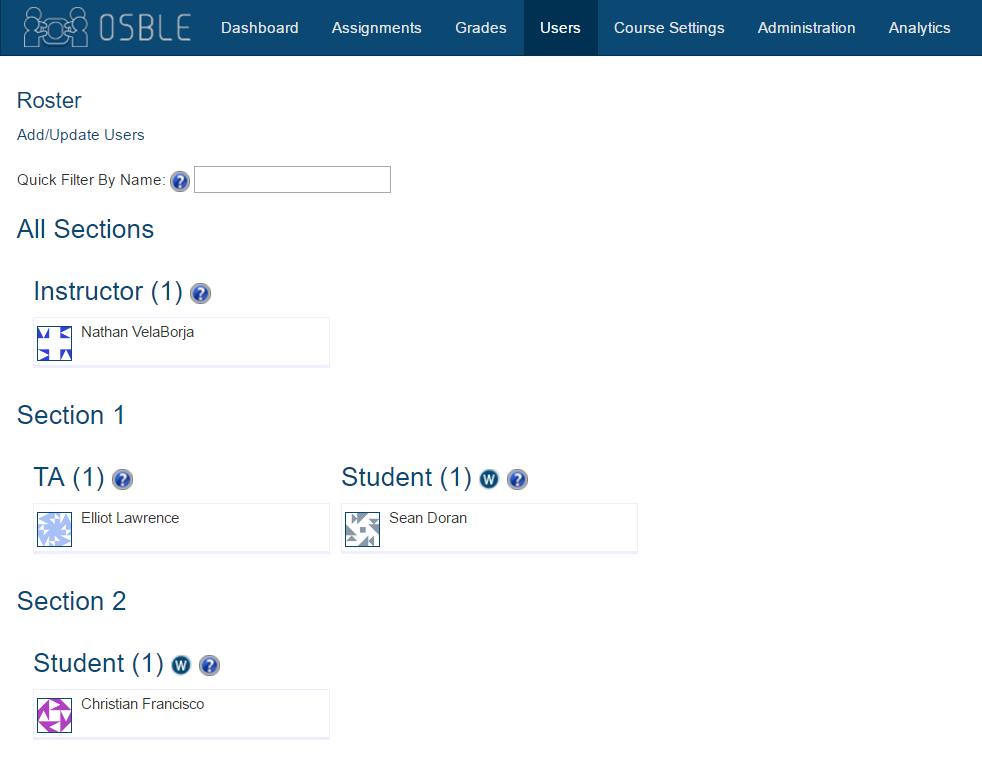 OSBLE Dashboard Assignments Grades Users Course Settings Administration Analytics
Roster
Add/Update Users
Quick Filter By Name: ?
All Sections
Instructor (1) ?
Nathan VelaBorja
Section 1
TA (1) ? Student (1) W ?
Elliot Lawrence Sean Doran
Section 2
Student (1) W ?
Christian Francisco